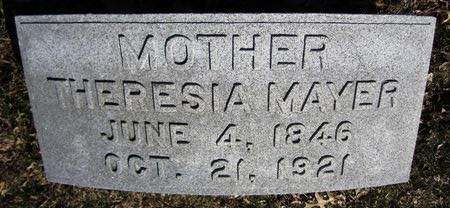 MOTHER
THERESIA MAYER
JUNE 4, 1846
OCT. 21, 1921